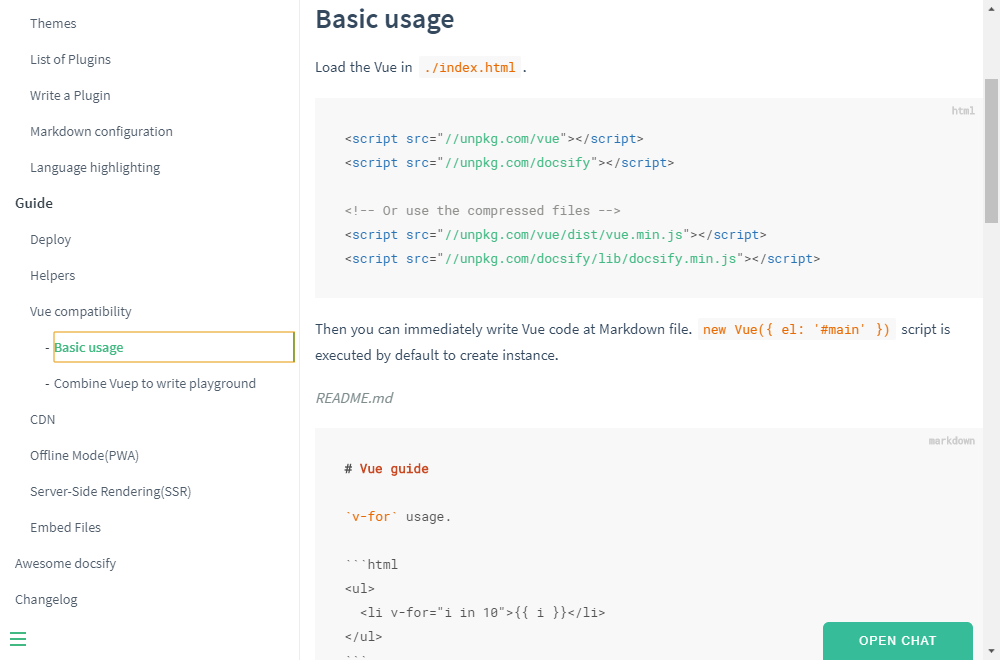 Themes
List of Plugins
Write a Plugin
Markdown configuration
Language highlighting
Guide
Deploy
Helpers
Vue compatibility
- Basic usage
- Combine Vuep to write playground
CDN
Offline Mode(PWA)
Server-Side Rendering(SSR)
Embed Files
Awesome docsify
Changelog
Basic usage
Load the Vue in ./index.html .
html
<script src="//unpkg.com/vue"></script>
<script src="//unpkg.com/docsify"></script>
<!-- Or use the compressed files -->
<script src="//unpkg.com/vue/dist/vue.min.js"></script>
<script src="//unpkg.com/docsify/lib/docsify.min.js"></script>
Then you can immediately write Vue code at Markdown file. new Vue({ el: '#main' }) script is
executed by default to create instance.
README.md
markdown
# Vue guide
`v-for` usage.
```html
<ul>
<li v-for="i in 10">{{ i }}</li>
</ul>
```
OPEN CHAT